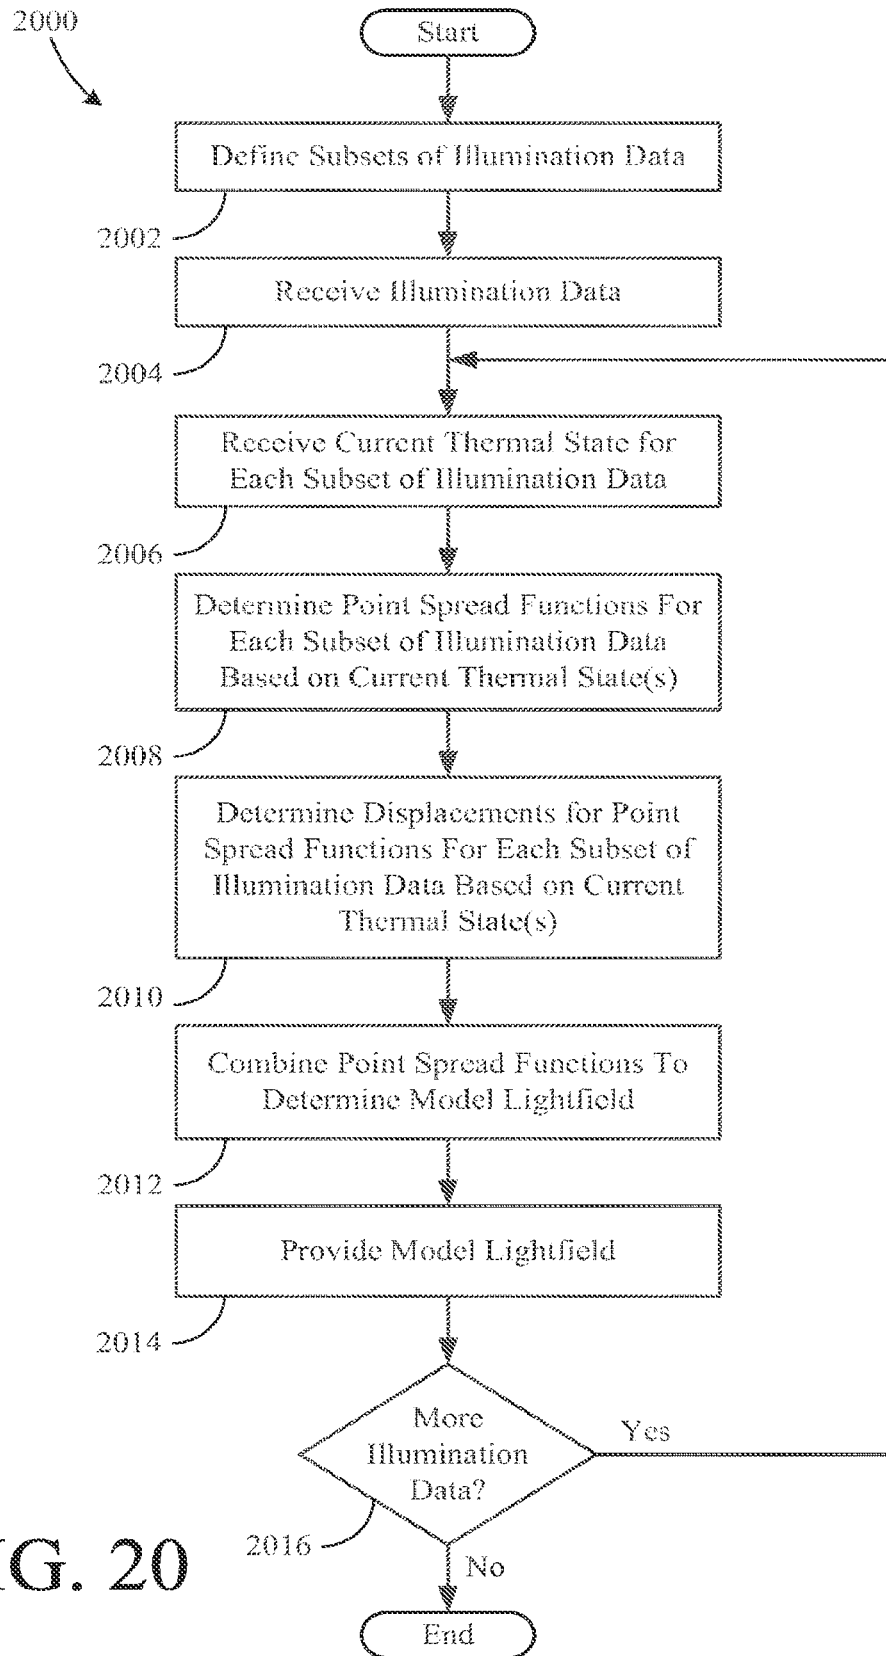 2000
Start
Define Subsets of Illumination Data
2002
Receive Illumination Data
2004
Receive Current Thermal State for
Each Subset of Illumination Data
2006
Determine Point Spread Functions For
Each Subset of Illumination Data
Based on Current Thermal State(s)
2008
Determine Displacements for Point
Spread Functions For Each Subset of
Illumination Data Based on Current
Thermal State(s)
2010
Combine Point Spread Functions To
Determine Model Lightfield
2012
Provide Model Lightfield
2014
More
Illumination
Data?
Yes
2016
No
IG. 20
End